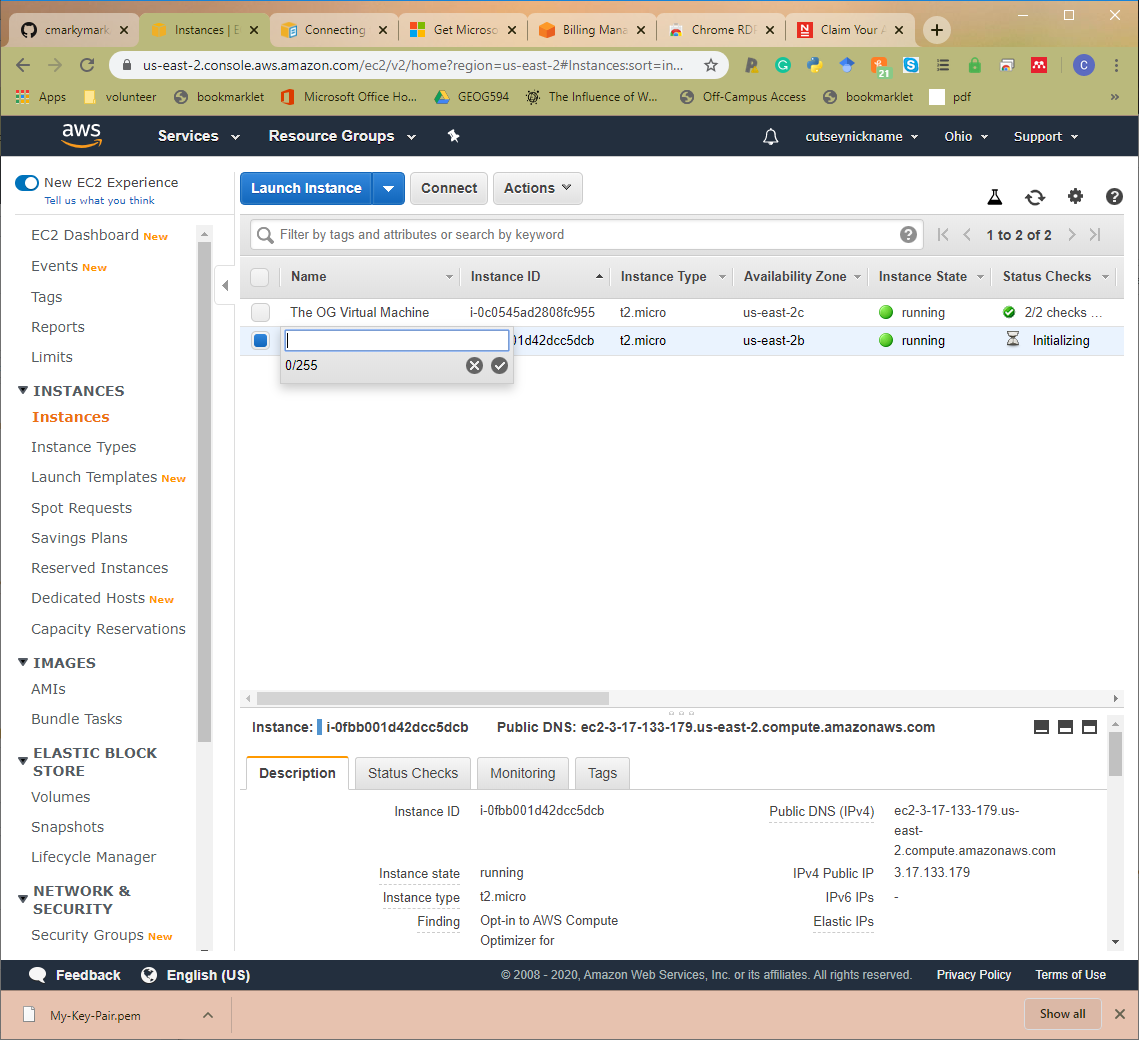 cmarkymark
Instances | E
Connecting
Get Microso
Billing Mana
Chrome RDP
Claim Your A
us-east-2.console.aws.amazon.com/ec2/v2/home?region=us-east-2#Instances:sort=in...
21
C
Apps
volunteer
bookmarklet
Microsoft Office Ho...
GEOG594
The Influence of W...
Off-Campus Access
bookmarklet
pdf
»
aws
Services
Resource Groups
cutseynickname
Ohio
Support
New EC2 Experience
Tell us what you think
EC2 Dashboard New
Events New
Tags
Reports
Limits
INSTANCES
Instances
Instance Types
Launch Templates New
Spot Requests
Savings Plans
Reserved Instances
Dedicated Hosts New
Capacity Reservations
IMAGES
AMIs
Bundle Tasks
ELASTIC BLOCK
STORE
Volumes
Snapshots
Lifecycle Manager
NETWORK &
SECURITY
Security Groups New
Launch Instance
Connect
Actions
Filter by tags and attributes or search by keyword
1 to 2 of 2
Name
Instance ID
Instance Type
Availability Zone
Instance State
Status Checks
The OG Virtual Machine
i-0c0545ad2808fc955
t2.micro
us-east-2c
running
2/2 checks ...
01d42dcc5dcb
t2.micro
us-east-2b
running
Initializing
0/255
Instance: i-0fbb001d42dcc5dcb
Public DNS: ec2-3-17-133-179.us-east-2.compute.amazonaws.com
Description
Status Checks
Monitoring
Tags
Instance ID
i-0fbb001d42dcc5dcb
Public DNS (IPv4)
ec2-3-17-133-179.us-
east-
2.compute.amazonaws.com
Instance state
running
IPv4 Public IP
3.17.133.179
Instance type
t2.micro
IPv6 IPs
-
Finding
Opt-in to AWS Compute
Optimizer for
Elastic IPs
Feedback
English (US)
© 2008 - 2020, Amazon Web Services, Inc. or its affiliates. All rights reserved.
Privacy Policy
Terms of Use
My-Key-Pair.pem
Show all